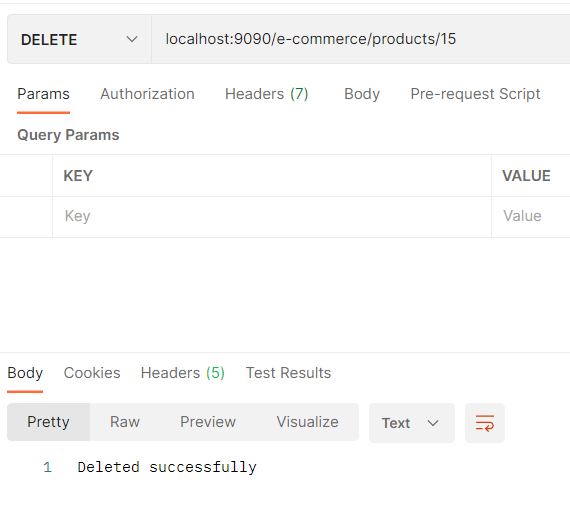 DELETE localhost:9090/e-commerce/products/15
Params Authorization Headers (7) Body Pre-request Script
Query Params
KEY VALUE
Key Value
Body Cookies Headers (5) Test Results
Pretty Raw Preview Visualize Text
1 Deleted successfully